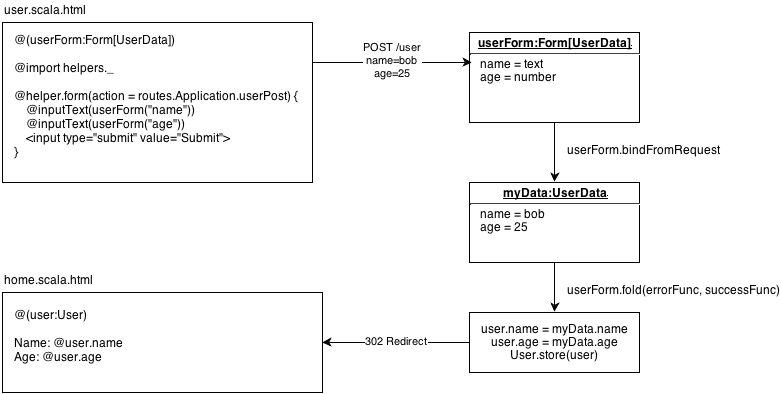 user.scala.html
@(userForm:Form[UserData])
@import helpers._
@helper.form(action = routes.Application.userPost) {
@inputText(userForm("name"))
@inputText(userForm("age"))
<input type="submit" value="Submit">
}
POST /user
name=bob
age=25
userForm:Form[UserData]
name = text
age = number
userForm.bindFromRequest
myData:UserData
name = bob
age = 25
userForm.fold(errorFunc, successFunc)
user.name = myData.name
user.age = myData.age
User.store(user)
302 Redirect
home.scala.html
@(user:User)
Name: @user.name
Age: @user.age